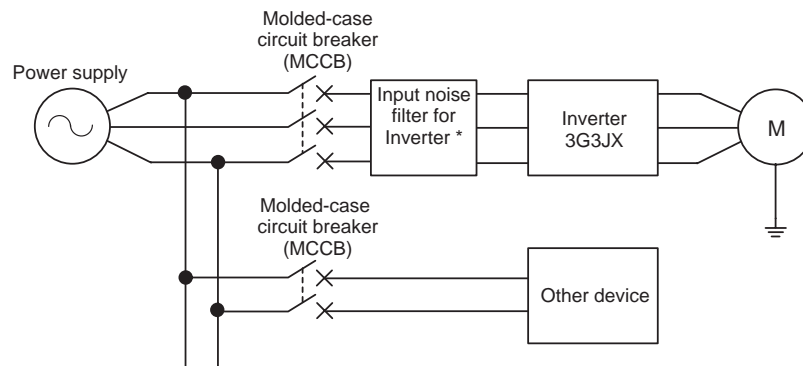 Molded-case
circuit breaker
(MCCB)
Power supply
Input noise
filter for
Inverter *
Inverter
3G3JX
M
Molded-case
circuit breaker
(MCCB)
Other device